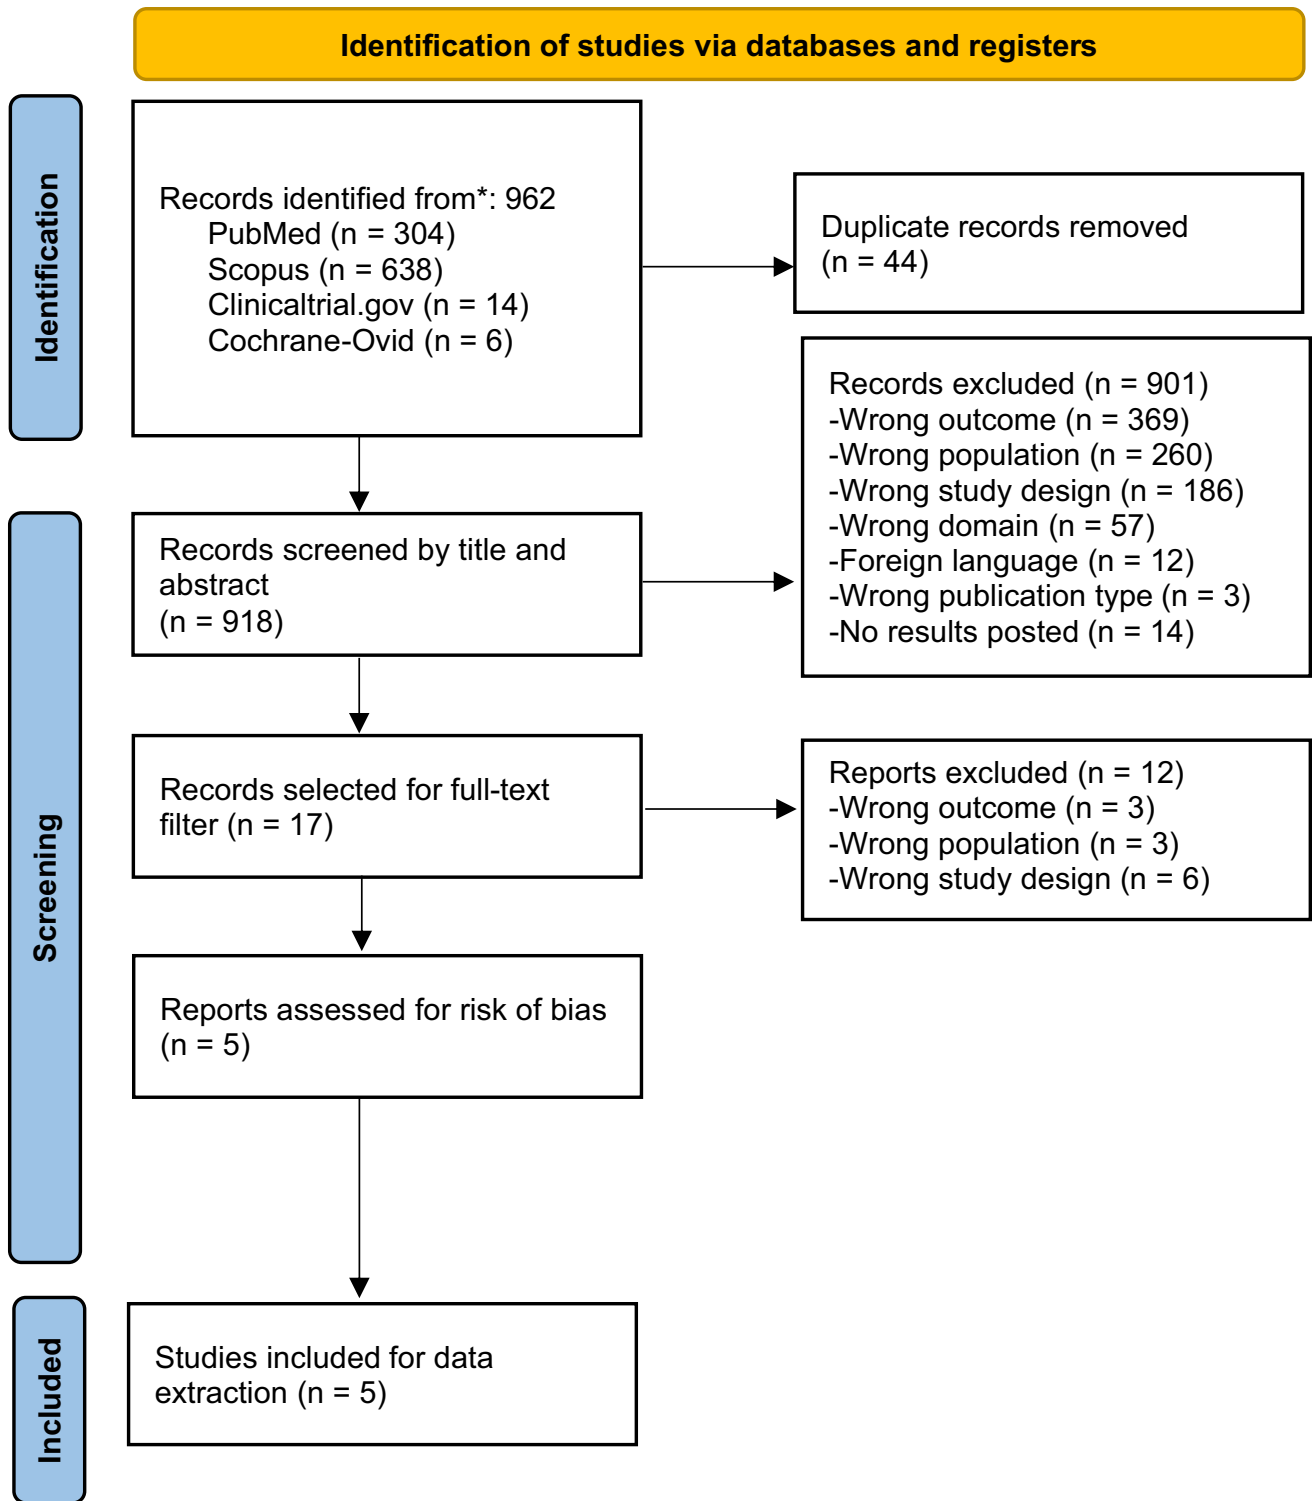 Identification of studies via databases and registers
Identification
Records identified from*: 962
PubMed (n = 304)
Scopus (n = 638)
Clinicaltrial.gov (n = 14)
Cochrane-Ovid (n = 6)
Duplicate records removed
(n = 44)
Records excluded (n = 901)
-Wrong outcome (n = 369)
-Wrong population (n = 260)
-Wrong study design (n = 186)
-Wrong domain (n = 57)
-Foreign language (n = 12)
-Wrong publication type (n = 3)
-No results posted (n = 14)
Screening
Records screened by title and
abstract
(n = 918)
Records selected for full-text
filter (n = 17)
Reports excluded (n = 12)
-Wrong outcome (n = 3)
-Wrong population (n = 3)
-Wrong study design (n = 6)
Reports assessed for risk of bias
(n = 5)
Included
Studies included for data
extraction (n = 5)